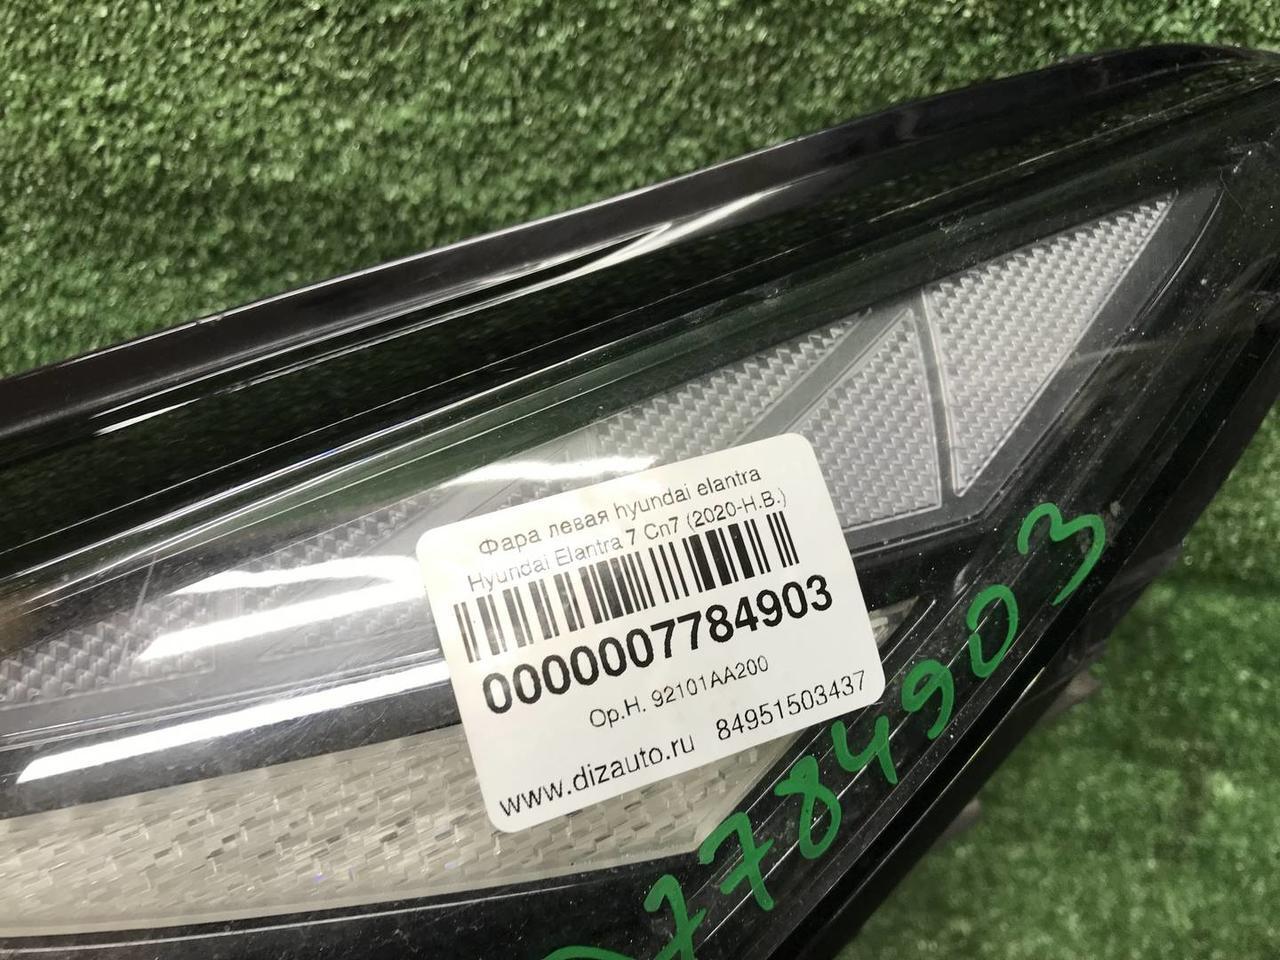 Фара левая hyundai elantra
Hyundai Elantra 7 Cn7 (2020-Н.В.)
0000007784903
Ор.Н. 92101AA200
www.dizauto.ru 84951503437
7784903